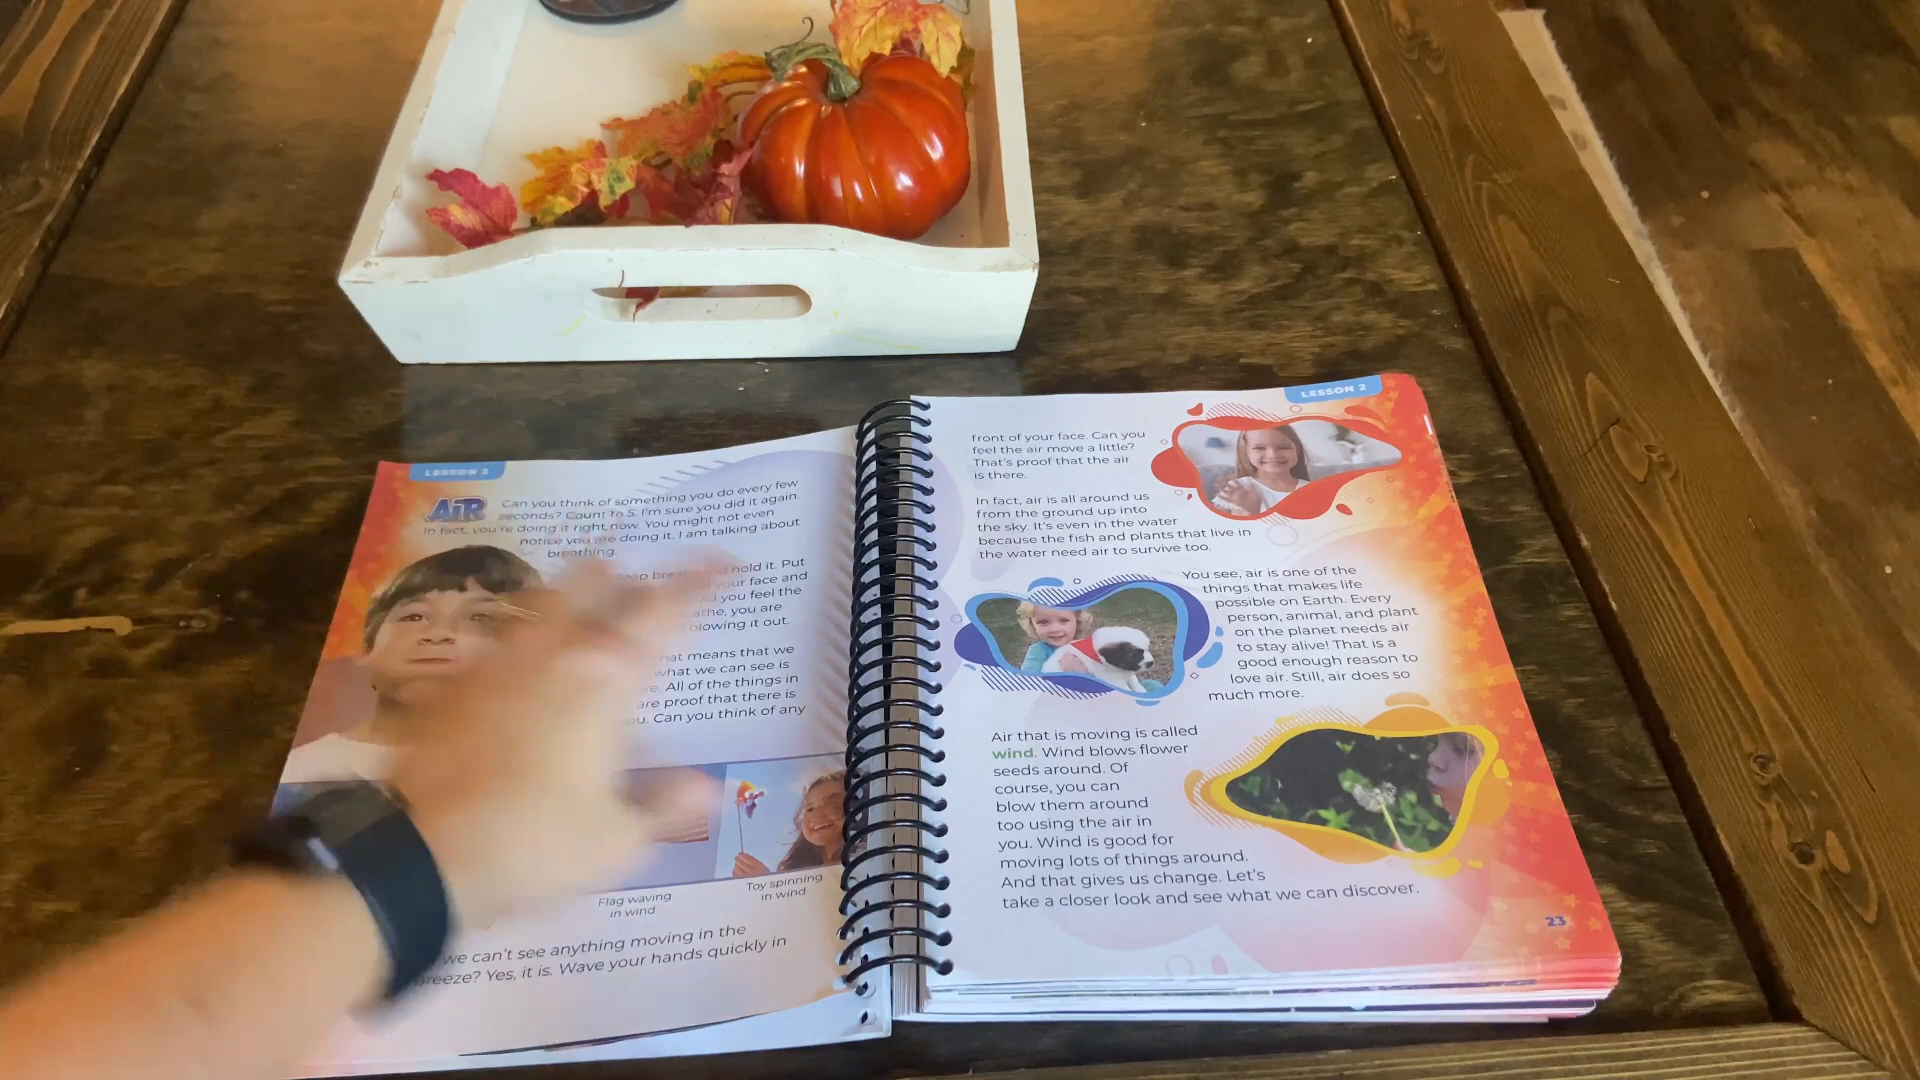 LESSON 2
AIR
Can you think of something you do every few
seconds? Count to 5. I'm sure you did it again.
In fact, you're doing it right now. You might not even
notice you are doing it. I am talking about
breathing.
hold it. Put
your face and
you feel the
you are
blowing it out.
that means that we
what we can see is
All of the things in
are proof that there is
Can you think of any
Flag waving
in wind
Toy spinning
in wind
we can't see anything moving in the
breeze? Yes, it is. Wave your hands quickly in
LESSON 2
front of your face. Can you
feel the air move a little?
That's proof that the air
is there.
In fact, air is all around us
from the ground up into
the sky. It's even in the water
because the fish and plants that live in
the water need air to survive too.
You see, air is one of the
things that makes life
possible on Earth. Every
person, animal, and plant
on the planet needs air
to stay alive! That is a
good enough reason to
love air. Still, air does so
much more.
Air that is moving is called
wind. Wind blows flower
seeds around. Of
course, you can
blow them around
too using the air in
you. Wind is good for
moving lots of things around.
And that gives us change. Let's
take a closer look and see what we can discover.
23